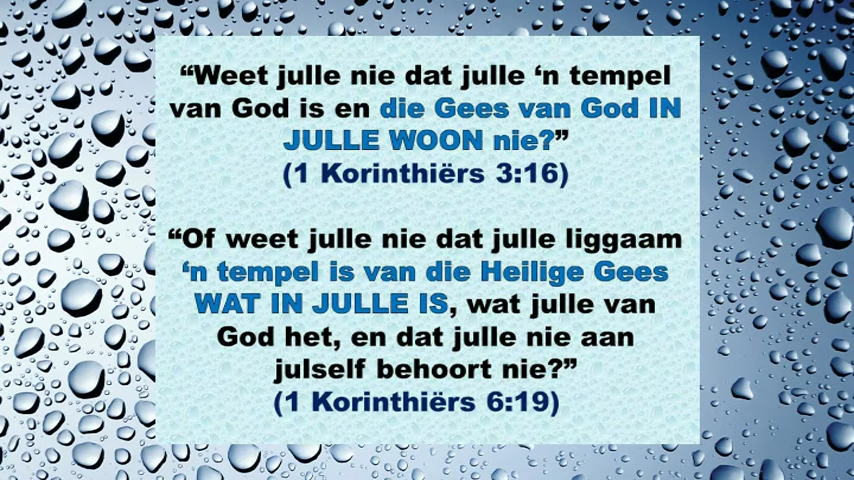 “Weet julle nie dat julle ‘n tempel
van God is en die Gees van God IN
JULLE WOON nie?”
(1 Korinthiërs 3:16)
“Of weet julle nie dat julle liggaam
‘n tempel is van die Heilige Gees
WAT IN JULLE IS, wat julle van
God het, en dat julle nie aan
julself behoort nie?”
(1 Korinthiërs 6:19)